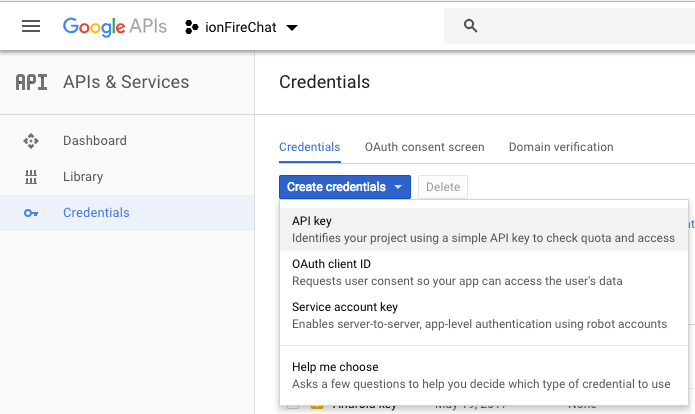 Google APIs
ionFireChat
API APIs & Services
Credentials
Dashboard
Library
Credentials
Credentials OAuth consent screen Domain verification
Create credentials Delete
API key
Identifies your project using a simple API key to check quota and access
OAuth client ID
Requests user consent so your app can access the user's data
Service account key
Enables server-to-server, app-level authentication using robot accounts
Help me choose
Asks a few questions to help you decide which type of credential to use